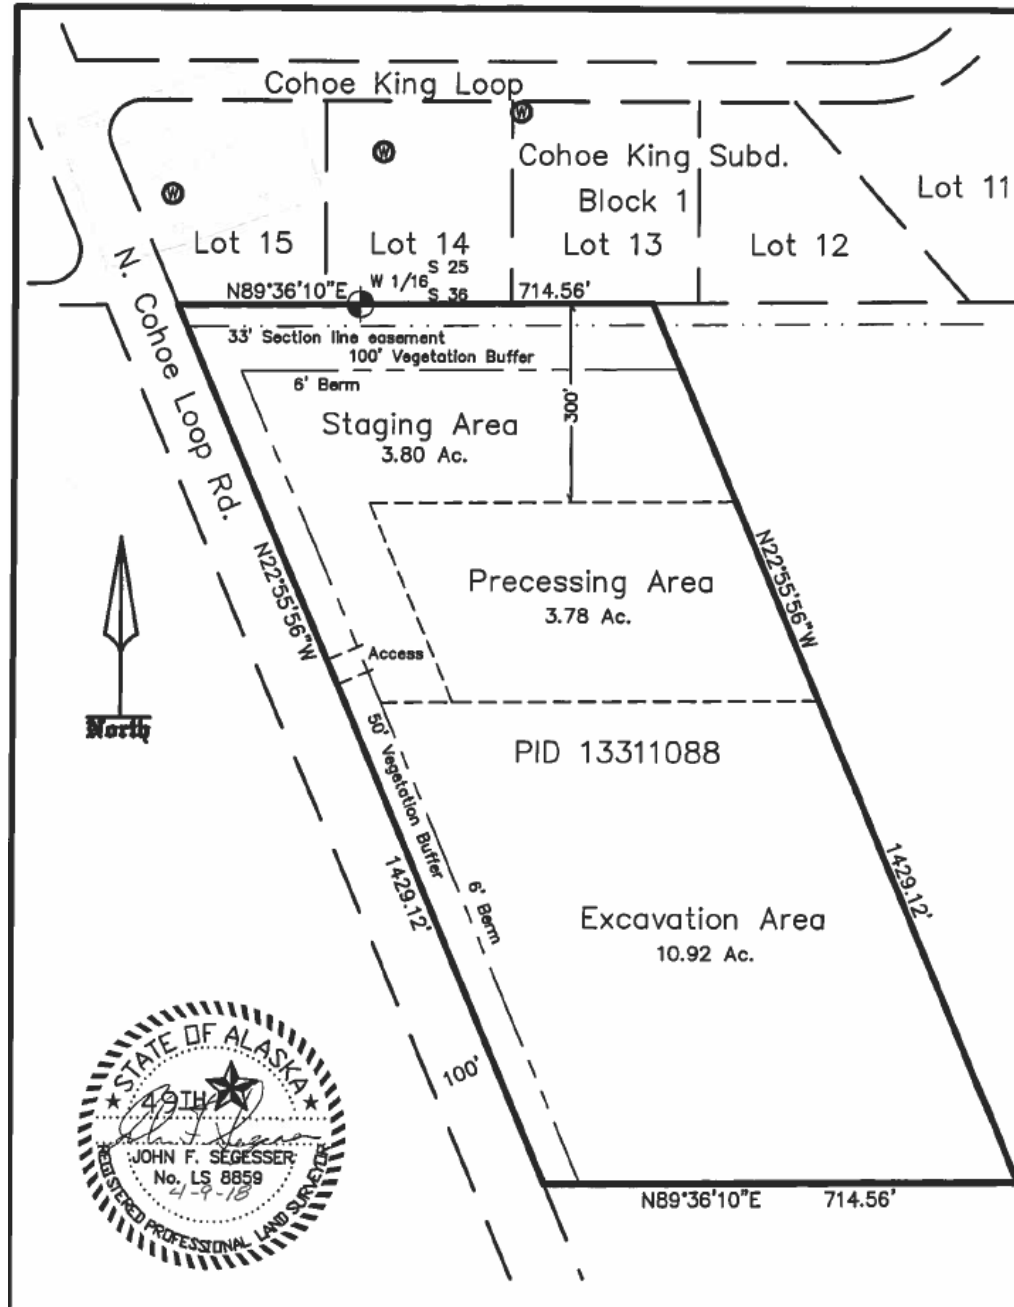 Cohoe King Loop
W
W
W
Cohoe King Subd.
Block 1
Lot 11
Lot 15
Lot 14
Lot 13
Lot 12
N. Cohoe Loop Rd.
N89°36'10"E
W 1/16
S 25
S 36
714.56'
33' Section line easement
100' Vegetation Buffer
6' Berm
300'
Staging Area
3.80 Ac.
N22°55'56"W
N22°55'56"W
Precessing Area
3.78 Ac.
Access
North
50' Vegetation Buffer
PID 13311088
1429.12'
1429.12'
6' Berm
Excavation Area
10.92 Ac.
100'
STATE OF ALASKA
49TH
JOHN F. SEGESSER
No. LS 8859
4-9-18
REGISTERED PROFESSIONAL LAND SURVEYOR
N89°36'10"E
714.56'